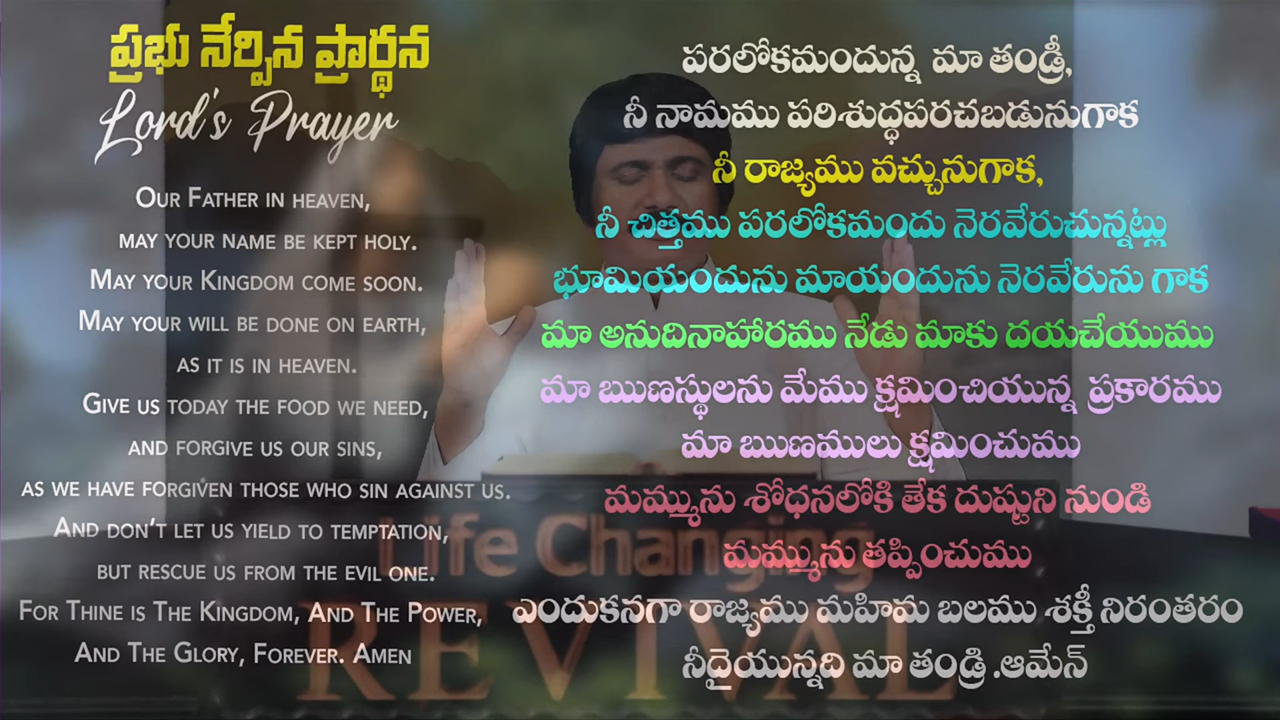 ప్రభు నేర్పిన ప్రార్థన
Lord's Prayer
OUR FATHER IN HEAVEN,
MAY YOUR NAME BE KEPT HOLY.
MAY YOUR KINGDOM COME SOON.
MAY YOUR WILL BE DONE ON EARTH,
AS IT IS IN HEAVEN.
GIVE US TODAY THE FOOD WE NEED,
AND FORGIVE US OUR SINS,
AS WE HAVE FORGIVEN THOSE WHO SIN AGAINST US.
AND DON'T LET US YIELD TO TEMPTATION,
BUT RESCUE US FROM THE EVIL ONE.
FOR THINE IS THE KINGDOM, AND THE POWER,
AND THE GLORY, FOREVER. AMEN
పరలోకమందున్న మా తండ్రీ,
నీ నామము పరిశుద్ధపరచబడునుగాక
నీ రాజ్యము వచ్చునుగాక,
నీ చిత్తము పరలోకమందు నెరవేరుచున్నట్లు
భూమియందును మాయందును నెరవేరును గాక
మా అనుదినాహారము నేడు మాకు దయచేయుము
మా ఋణస్థులను మేము క్షమించియున్న ప్రకారము
మా ఋణములు క్షమించుము
మమ్మును శోధనలోకి తేక దుష్టుని నుండి
మమ్మును తప్పించుము
ఎందుకనగా రాజ్యము మహిమ బలము శక్తీ నిరంతరం
నీదైయున్నది మా తండ్రి .ఆమేన్
Life Changing
REVIVAL